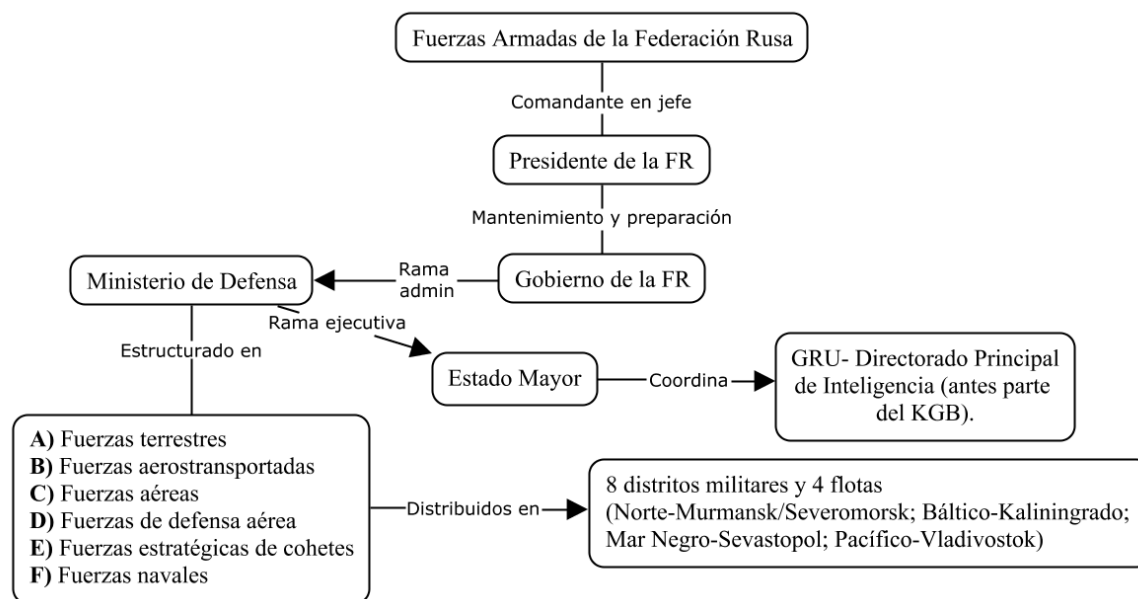 Fuerzas Armadas de la Federación Rusa
Comandante en jefe
Presidente de la FR
Mantenimiento y preparación
Ministerio de Defensa
Rama
admin
Gobierno de la FR
Rama ejecutiva
Estructurado en
Estado Mayor
Coordina
GRU- Directorado Principal
de Inteligencia (antes parte
del KGB).
A) Fuerzas terrestres
B) Fuerzas aerostransportadas
C) Fuerzas aéreas
D) Fuerzas de defensa aérea
E) Fuerzas estratégicas de cohetes
F) Fuerzas navales
Distribuidos en
8 distritos militares y 4 flotas
(Norte-Murmansk/Severomorsk; Báltico-Kaliningrado;
Mar Negro-Sevastopol; Pacífico-Vladivostok)